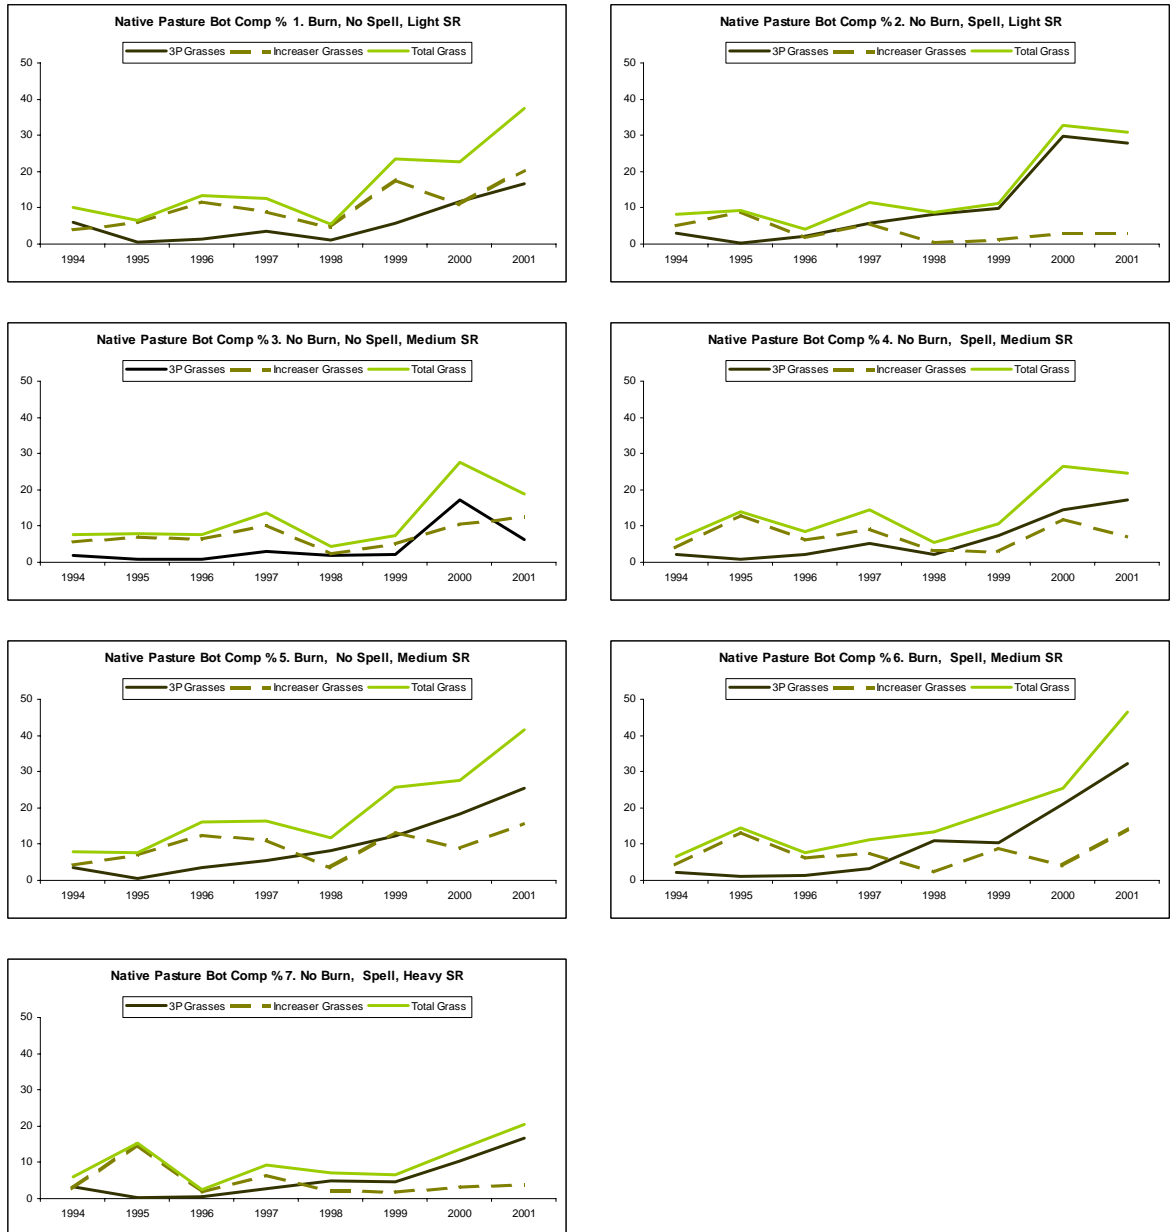 Native Pasture Bot Comp % 1. Burn, No Spell, Light SR
3P Grasses Increaser Grasses Total Grass
50
40
30
20
10
0
1994 1995 1996 1997 1998 1999 2000 2001
Native Pasture Bot Comp % 2. No Burn, Spell, Light SR
3P Grasses Increaser Grasses Total Grass
50
40
30
20
10
0
1994 1995 1996 1997 1998 1999 2000 2001
Native Pasture Bot Comp % 3. No Burn, No Spell, Medium SR
3P Grasses Increaser Grasses Total Grass
50
40
30
20
10
0
1994 1995 1996 1997 1998 1999 2000 2001
Native Pasture Bot Comp % 4. No Burn, Spell, Medium SR
3P Grasses Increaser Grasses Total Grass
50
40
30
20
10
0
1994 1995 1996 1997 1998 1999 2000 2001
Native Pasture Bot Comp % 5. Burn, No Spell, Medium SR
3P Grasses Increaser Grasses Total Grass
50
40
30
20
10
0
1994 1995 1996 1997 1998 1999 2000 2001
Native Pasture Bot Comp % 6. Burn, Spell, Medium SR
3P Grasses Increaser Grasses Total Grass
50
40
30
20
10
0
1994 1995 1996 1997 1998 1999 2000 2001
Native Pasture Bot Comp % 7. No Burn, Spell, Heavy SR
3P Grasses Increaser Grasses Total Grass
50
40
30
20
10
0
1994 1995 1996 1997 1998 1999 2000 2001